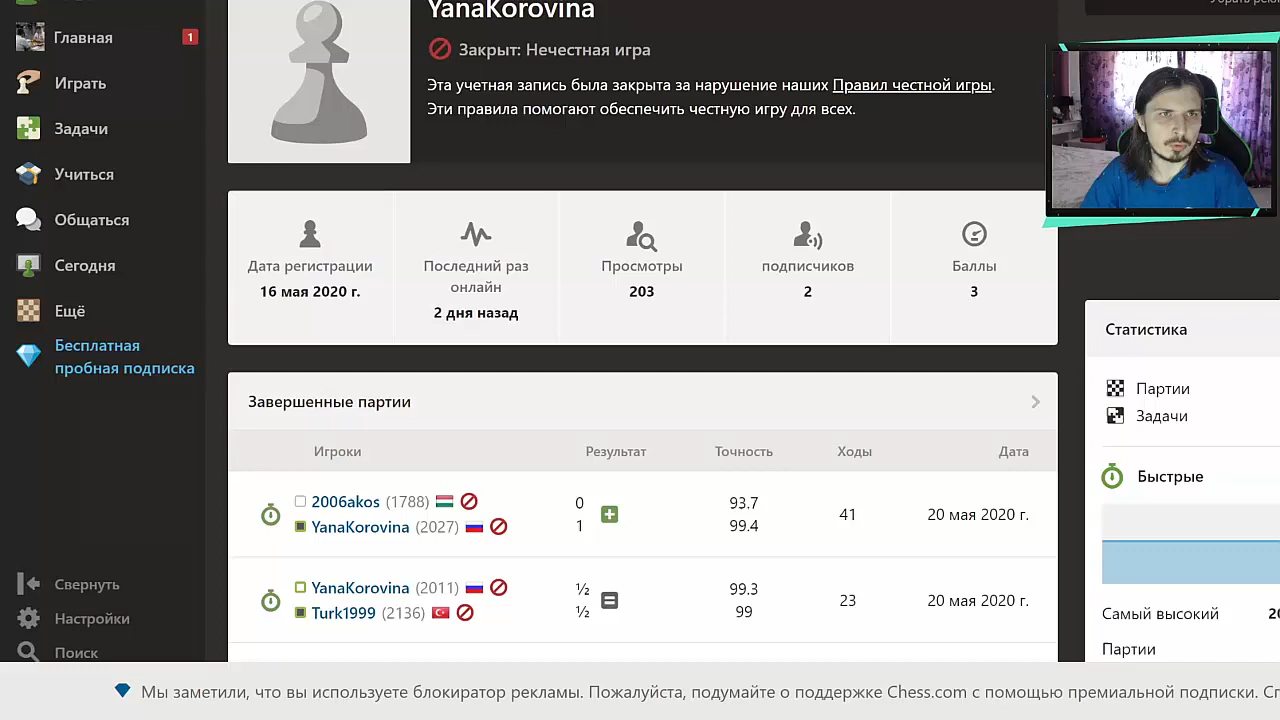 YanaKorovina
Главная
1
Играть
Задачи
Учиться
Общаться
Сегодня
Ещё
Бесплатная
пробная подписка
Свернуть
Настройки
Поиск
Закрыт: Нечестная игра
Эта учетная запись была закрыта за нарушение наших Правил честной игры.
Эти правила помогают обеспечить честную игру для всех.
Дата регистрации
16 мая 2020 г.
Последний раз
онлайн
2 дня назад
Просмотры
203
подписчиков
2
Баллы
3
Завершенные партии
Игроки Результат Точность Ходы Дата
2006akos (1788) 0 93.7
YanaKorovina (2027) 1 99.4
41 20 мая 2020 г.
YanaKorovina (2011) ½ 99.3
Turk1999 (2136) ½ 99
23 20 мая 2020 г.
Статистика
Партии
Задачи
Быстрые
Самый высокий
Партии
Мы заметили, что вы используете блокиратор рекламы. Пожалуйста, подумайте о поддержке Chess.com с помощью премиальной подписки.